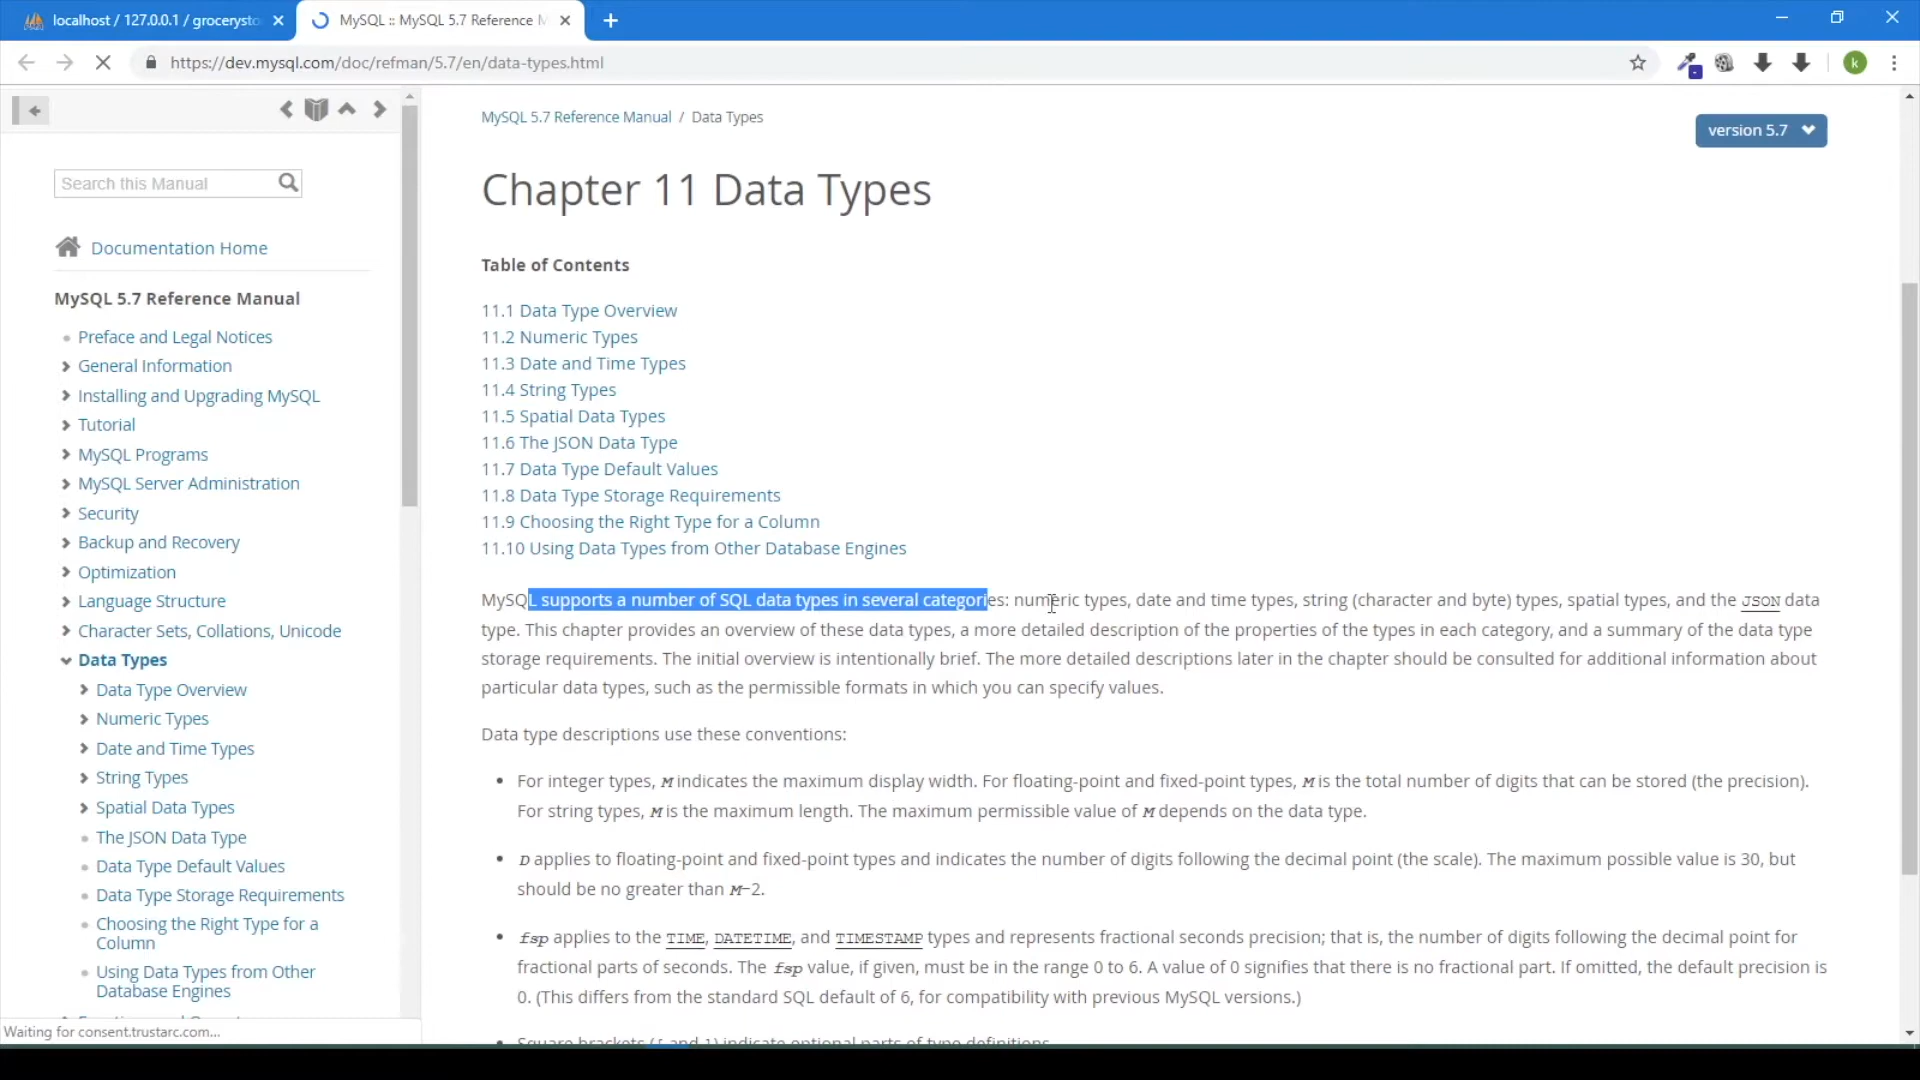 localhost / 127.0.0.1 / grocerysto
MySQL :: MySQL 5.7 Reference M
https://dev.mysql.com/doc/refman/5.7/en/data-types.html
k
Search this Manual
Documentation Home
MySQL 5.7 Reference Manual
Preface and Legal Notices
General Information
Installing and Upgrading MySQL
Tutorial
MySQL Programs
MySQL Server Administration
Security
Backup and Recovery
Optimization
Language Structure
Character Sets, Collations, Unicode
Data Types
Data Type Overview
Numeric Types
Date and Time Types
String Types
Spatial Data Types
The JSON Data Type
Data Type Default Values
Data Type Storage Requirements
Choosing the Right Type for a
Column
Using Data Types from Other
Database Engines
Waiting for consent.trustarc.com...
MySQL 5.7 Reference Manual / Data Types
version 5.7
Chapter 11 Data Types
Table of Contents
11.1 Data Type Overview
11.2 Numeric Types
11.3 Date and Time Types
11.4 String Types
11.5 Spatial Data Types
11.6 The JSON Data Type
11.7 Data Type Default Values
11.8 Data Type Storage Requirements
11.9 Choosing the Right Type for a Column
11.10 Using Data Types from Other Database Engines
MySQL supports a number of SQL data types in several categories: numeric types, date and time types, string (character and byte) types, spatial types, and the JSON data
type. This chapter provides an overview of these data types, a more detailed description of the properties of the types in each category, and a summary of the data type
storage requirements. The initial overview is intentionally brief. The more detailed descriptions later in the chapter should be consulted for additional information about
particular data types, such as the permissible formats in which you can specify values.
Data type descriptions use these conventions:
• For integer types, M indicates the maximum display width. For floating-point and fixed-point types, M is the total number of digits that can be stored (the precision).
For string types, M is the maximum length. The maximum permissible value of M depends on the data type.
• D applies to floating-point and fixed-point types and indicates the number of digits following the decimal point (the scale). The maximum possible value is 30, but
should be no greater than M−2.
• fsp applies to the TIME, DATETIME, and TIMESTAMP types and represents fractional seconds precision; that is, the number of digits following the decimal point for
fractional parts of seconds. The fsp value, if given, must be in the range 0 to 6. A value of 0 signifies that there is no fractional part. If omitted, the default precision is
0. (This differs from the standard SQL default of 6, for compatibility with previous MySQL versions.)
• Square brackets ([ and ]) indicate optional parts of type definitions.